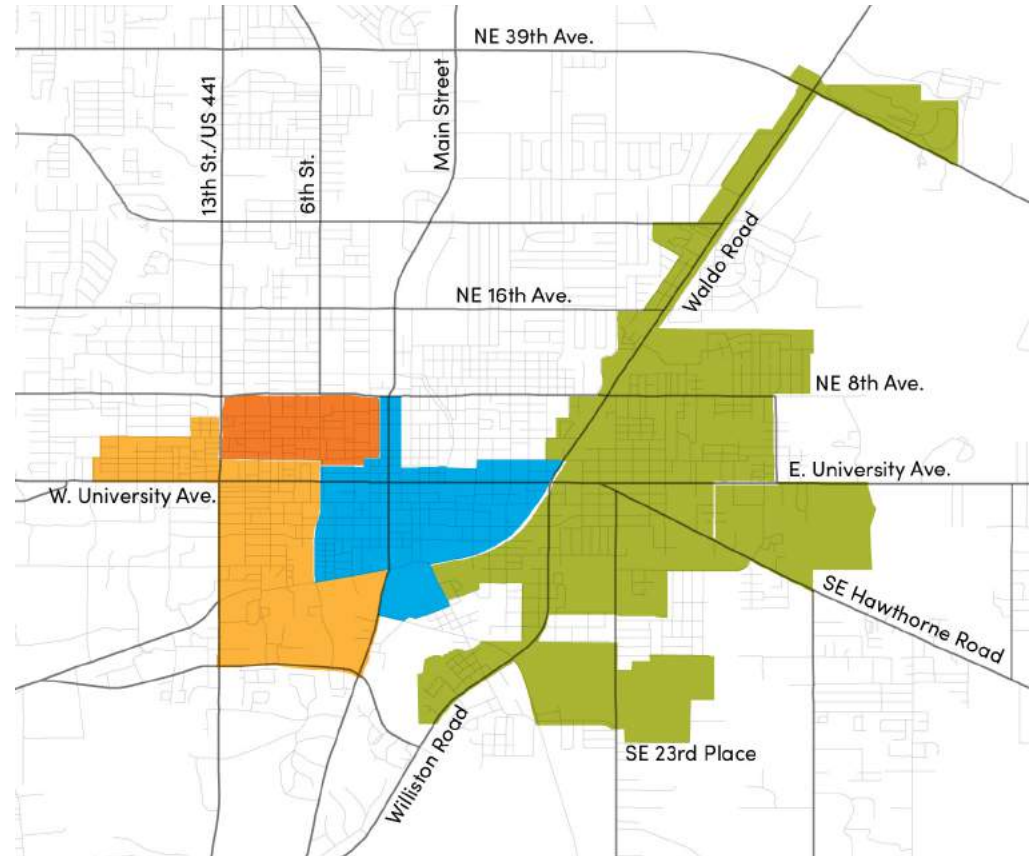 NE 39th Ave.
13th St./US 441
6th St.
Main Street
Waldo Road
NE 16th Ave.
NE 8th Ave.
E. University Ave.
W. University Ave.
SE Hawthorne Road
Williston Road
SE 23rd Place